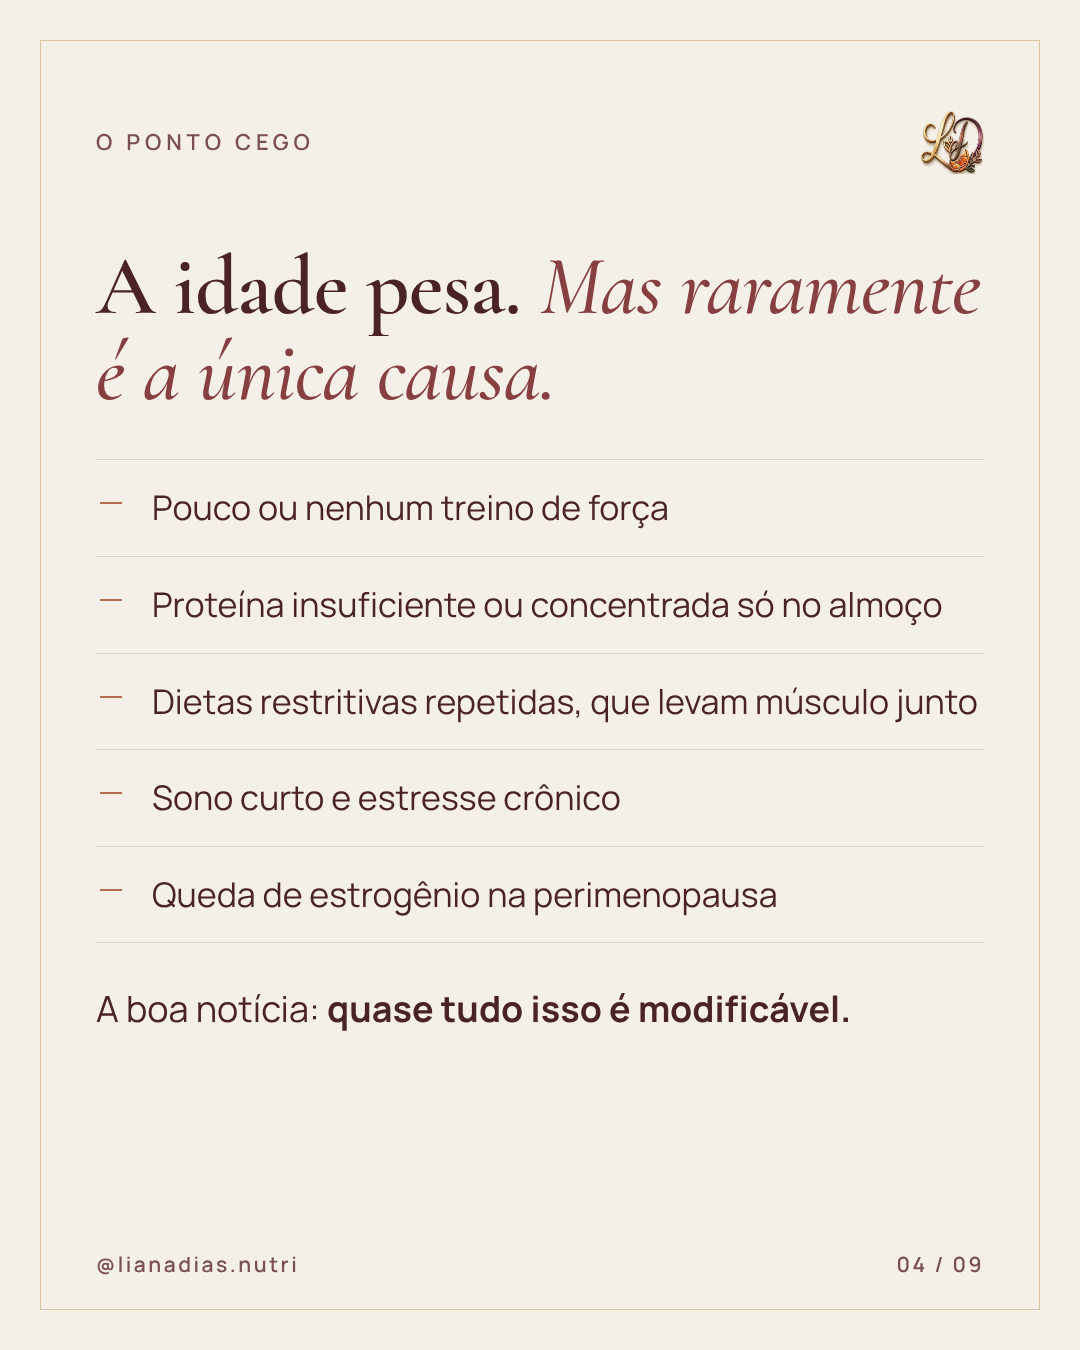 O PONTO CEGO
LD
A idade pesa. Mas raramente
é a única causa.
— Pouco ou nenhum treino de força
— Proteína insuficiente ou concentrada só no almoço
— Dietas restritivas repetidas, que levam músculo junto
— Sono curto e estresse crônico
— Queda de estrogênio na perimenopausa
A boa notícia: quase tudo isso é modificável.
@lianadias.nutri
04 / 09